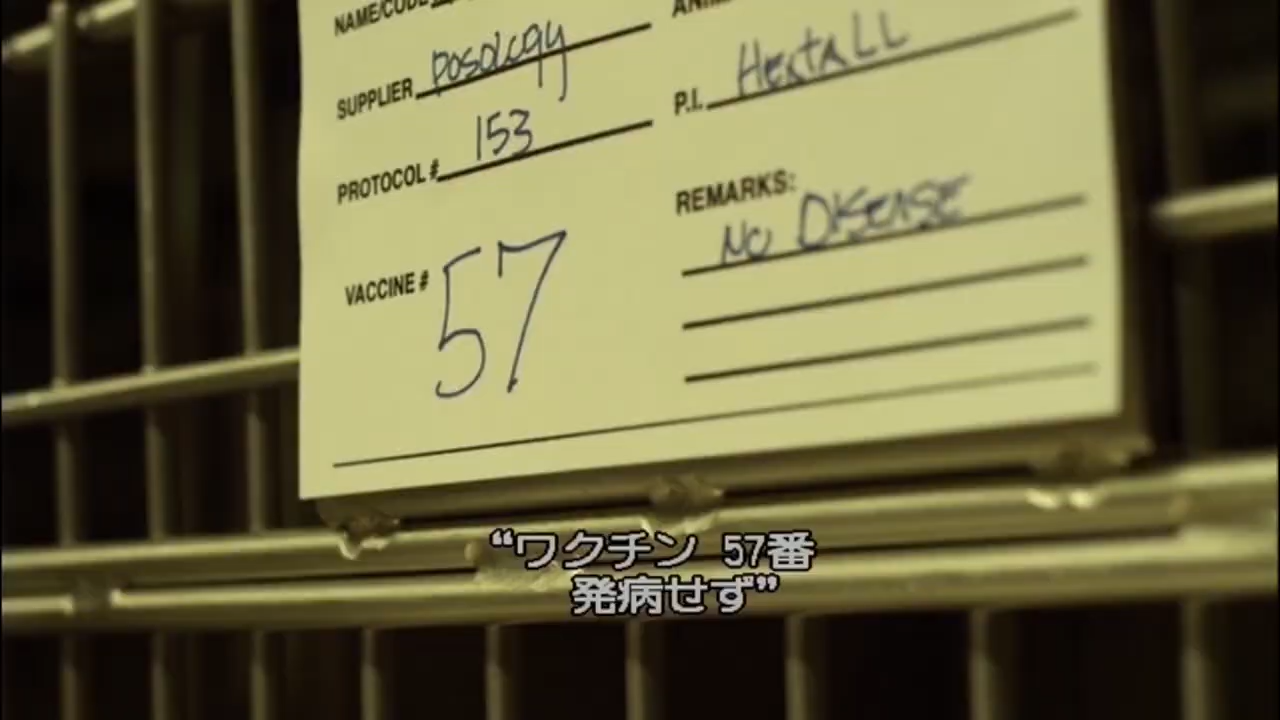 NAME/CODE
SUPPLIER posology
PROTOCOL # 153
VACCINE # 57
P.I. Hextall
REMARKS:
NO DISEASE
“ワクチン 57番
発病せず”